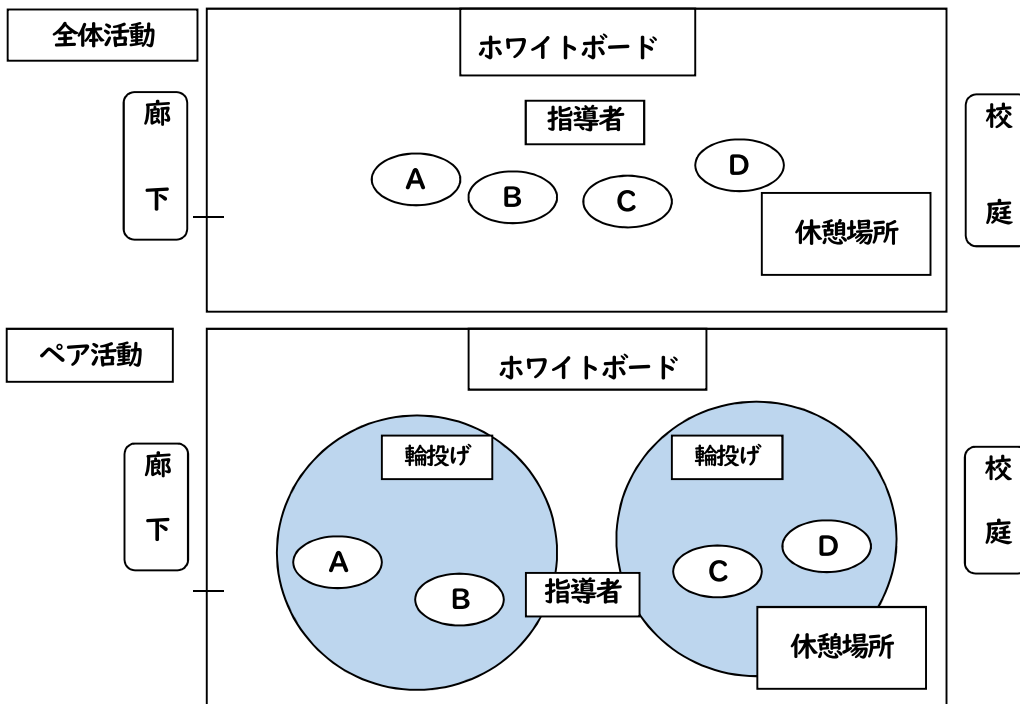 全体活動
ホワイトボード
廊下
指導者
校庭
A
B
C
D
休憩場所
ペア活動
ホワイトボード
廊下
輪投げ
輪投げ
校庭
A
B
指導者
C
D
休憩場所